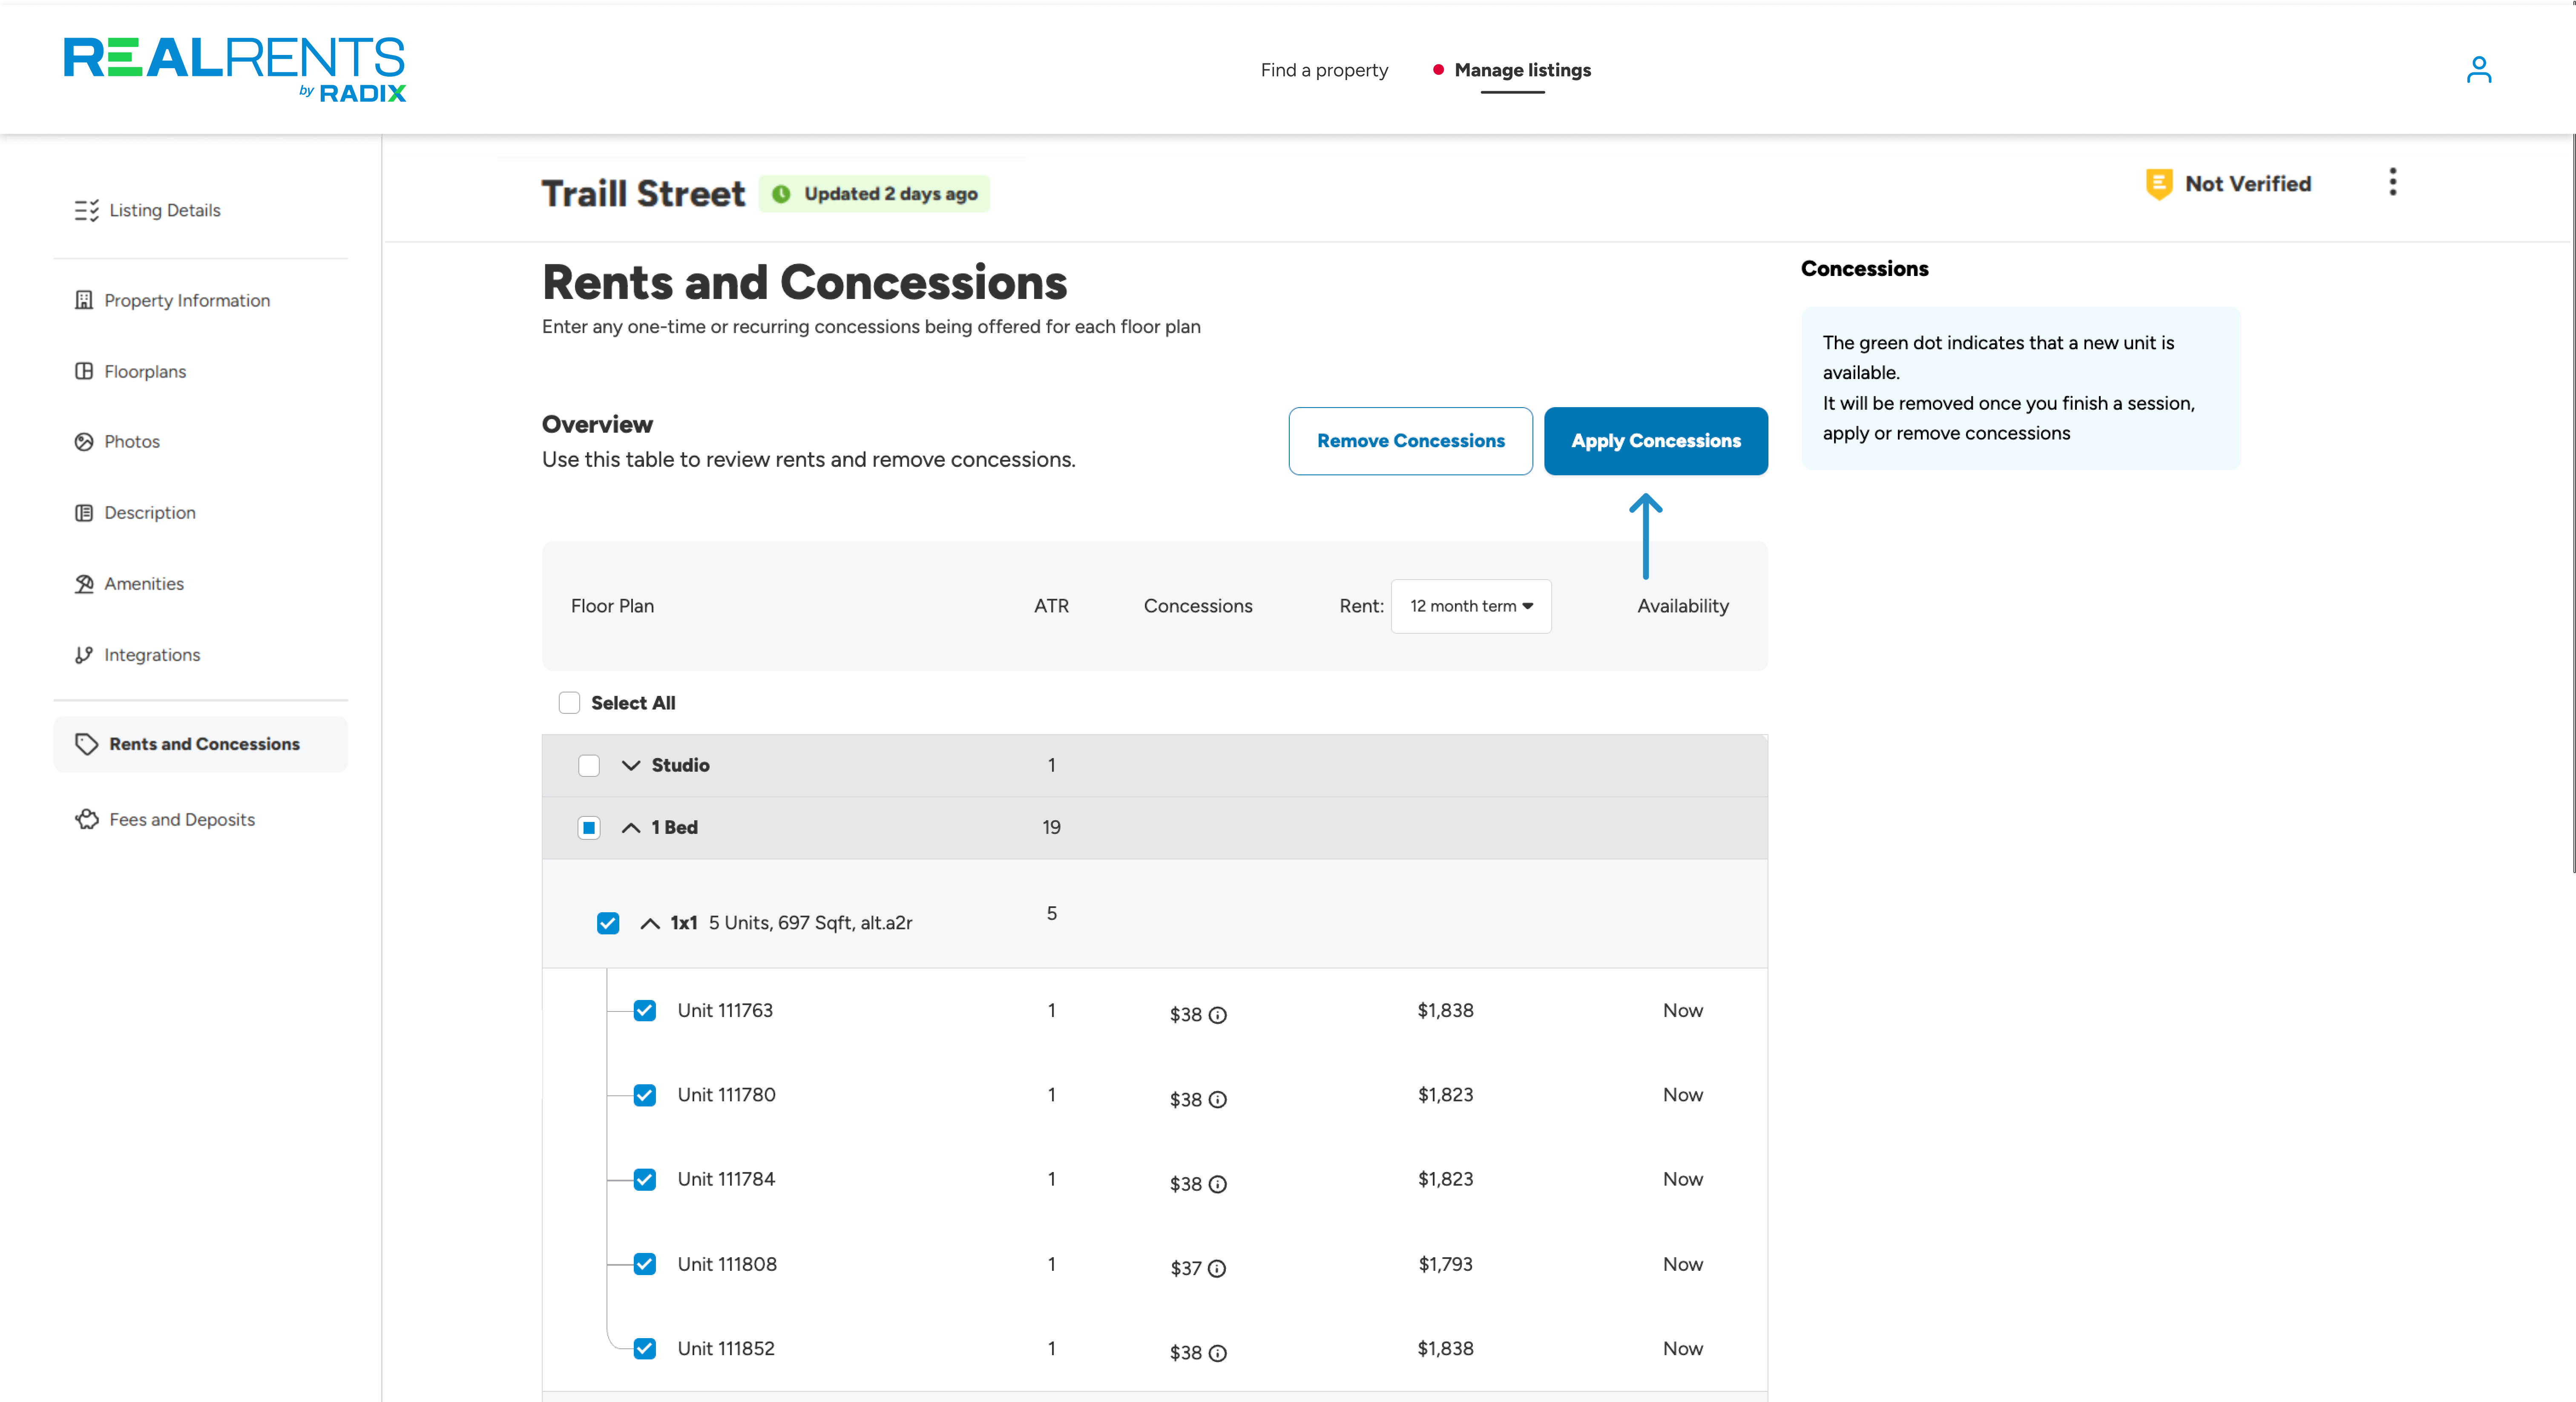 REALRENTS
by RADIX
Find a property
Manage listings
Listing Details
Property Information
Floorplans
Photos
Description
Amenities
Integrations
Rents and Concessions
Fees and Deposits
Traill Street
Updated 2 days ago
Not Verified
Rents and Concessions
Enter any one-time or recurring concessions being offered for each floor plan
Overview
Use this table to review rents and remove concessions.
Remove Concessions
Apply Concessions
Concessions
The green dot indicates that a new unit is
available.
It will be removed once you finish a session,
apply or remove concessions
Floor Plan ATR Concessions Rent: 12 month term Availability
Select All
Studio 1
1 Bed 19
1x1 5 Units, 697 Sqft, alt.a2r 5
Unit 111763 1 $38 $1,838 Now
Unit 111780 1 $38 $1,823 Now
Unit 111784 1 $38 $1,823 Now
Unit 111808 1 $37 $1,793 Now
Unit 111852 1 $38 $1,838 Now